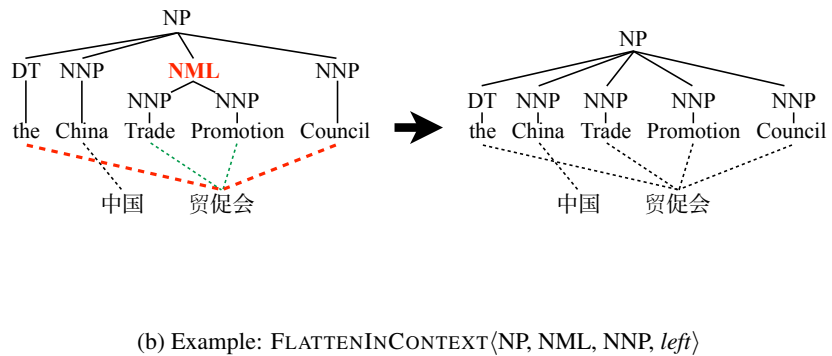 NP
DT NNP NML NNP
NNP NNP
the China Trade Promotion Council
中国 贸促会
NP
DT NNP NNP NNP NNP
the China Trade Promotion Council
中国 贸促会
(b) Example: FLATTENINCONTEXT⟨NP, NML, NNP, left⟩